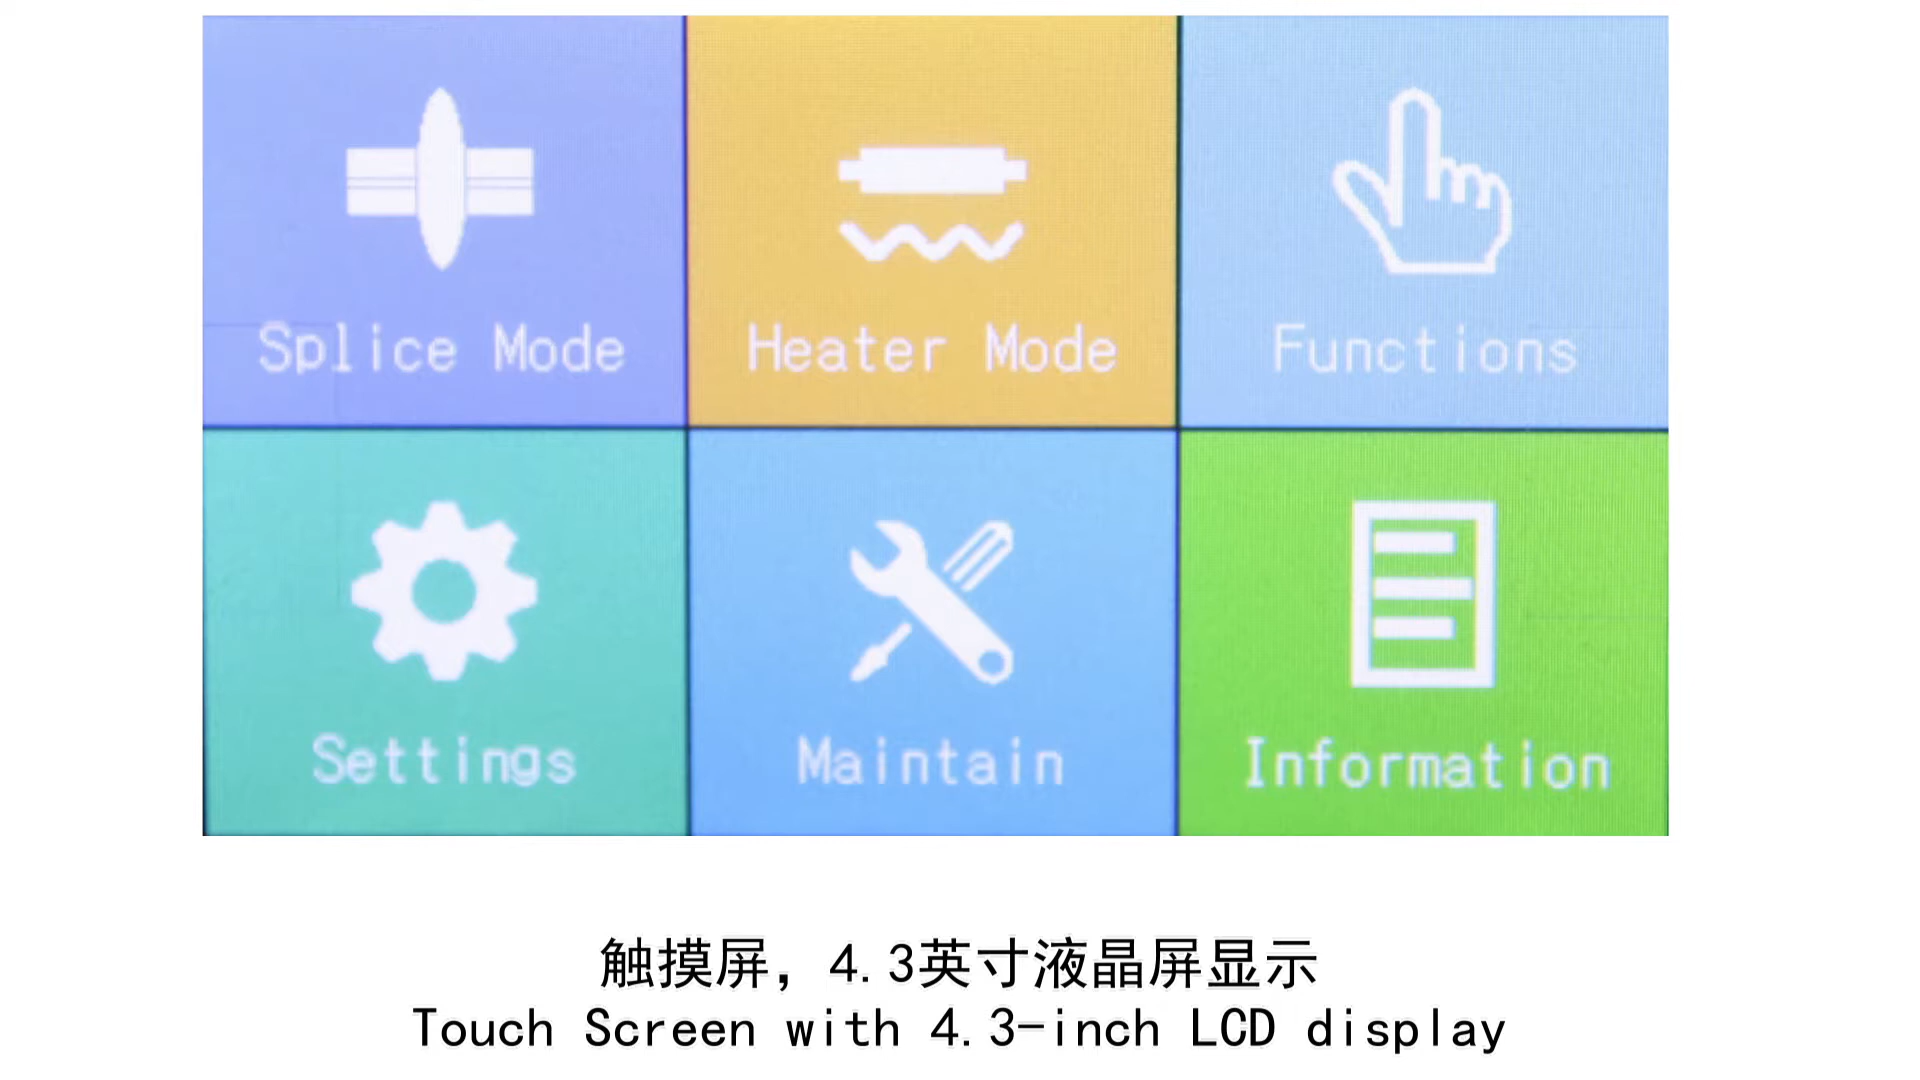 Splice Mode
Heater Mode
Functions
Settings
Maintain
Information
触摸屏，4.3英寸液晶屏显示
Touch Screen with 4.3-inch LCD display